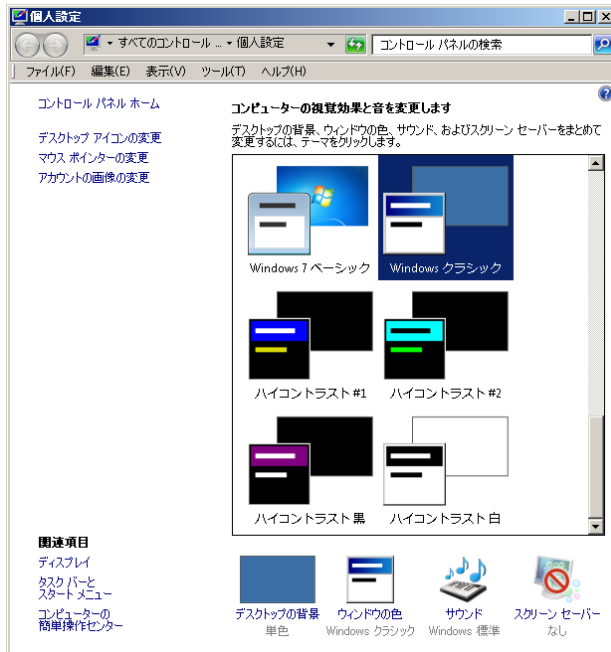 個人設定
すべてのコントロール ... 個人設定
コントロール パネルの検索
ファイル(F) 編集(E) 表示(V) ツール(T) ヘルプ(H)
コントロール パネル ホーム
デスクトップ アイコンの変更
マウス ポインターの変更
アカウントの画像の変更
コンピューターの視覚効果と音を変更します
デスクトップの背景、ウィンドウの色、サウンド、およびスクリーン セーバーをまとめて
変更するには、テーマをクリックします。
Windows 7 ベーシック Windows クラシック
ハイコントラスト #1 ハイコントラスト #2
ハイコントラスト 黒 ハイコントラスト 白
関連項目
ディスプレイ
タスク バーと
スタート メニュー
コンピューターの
簡単操作センター
デスクトップの背景 ウィンドウの色 サウンド スクリーン セーバー
単色 Windows クラシック Windows 標準 なし